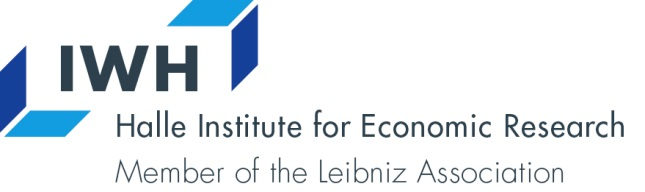 IWH
Halle Institute for Economic Research
Member of the Leibniz Association